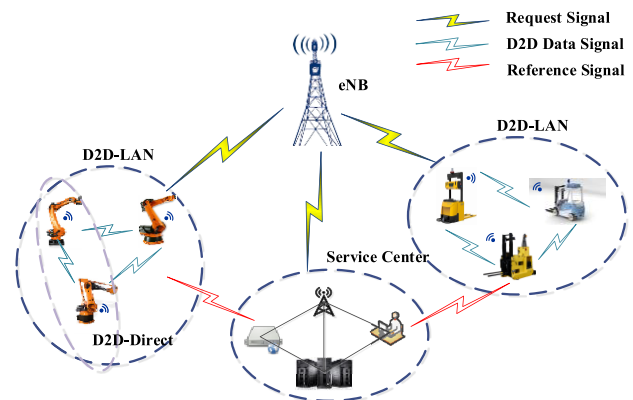 Request Signal
D2D Data Signal
Reference Signal
eNB
D2D-LAN
D2D-LAN
Service Center
D2D-Direct